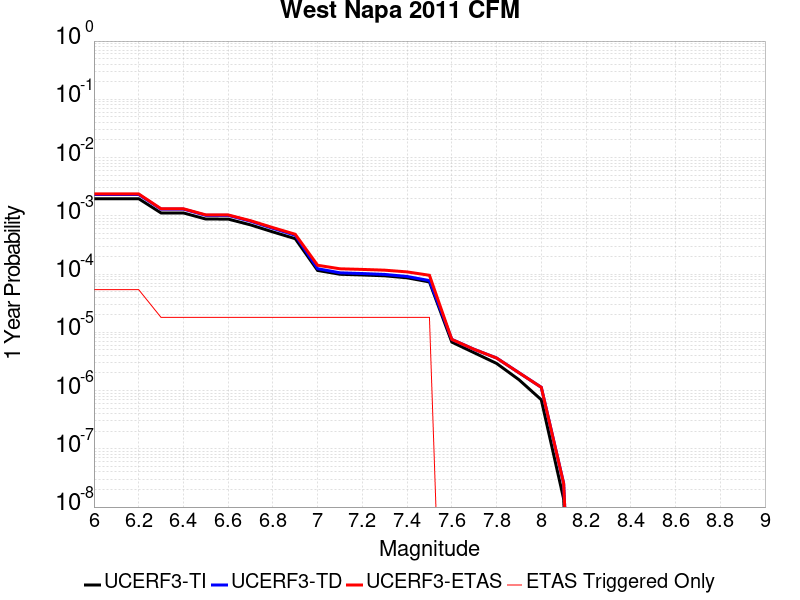 West Napa 2011 CFM
10^0
10^-1
10^-2
10^-3
10^-4
10^-5
10^-6
10^-7
10^-8
1 Year Probability
6 6.2 6.4 6.6 6.8 7 7.2 7.4 7.6 7.8 8 8.2 8.4 8.6 8.8 9
Magnitude
UCERF3-TI UCERF3-TD UCERF3-ETAS ETAS Triggered Only